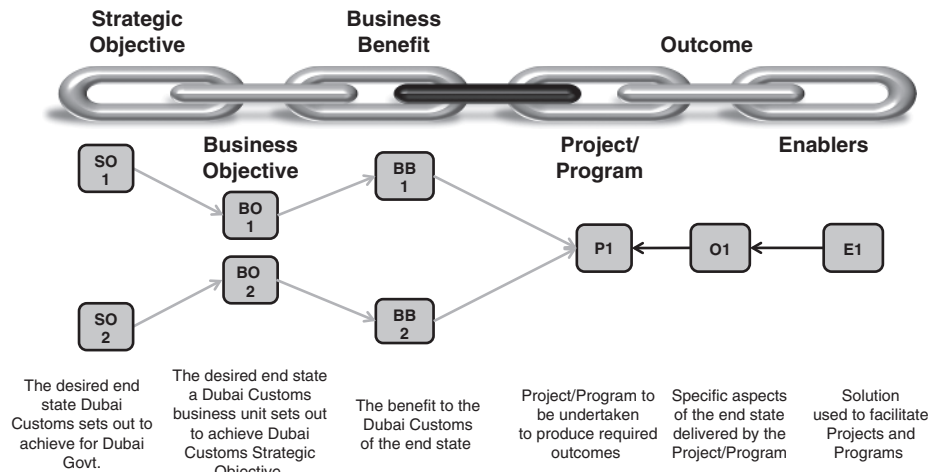 Strategic
Objective
Business
Benefit
Outcome
Business
Objective
Project/
Program
Enablers
SO
1
BO
1
BB
1
P1
O1
E1
SO
2
BO
2
BB
2
The desired end
state Dubai
Customs sets out to
achieve for Dubai
Govt.
The desired end state
a Dubai Customs
business unit sets out
to achieve Dubai
Customs Strategic
Objective
The benefit to the
Dubai Customs
of the end state
Project/Program to
be undertaken
to produce required
outcomes
Specific aspects
of the end state
delivered by the
Project/Program
Solution
used to facilitate
Projects and
Programs